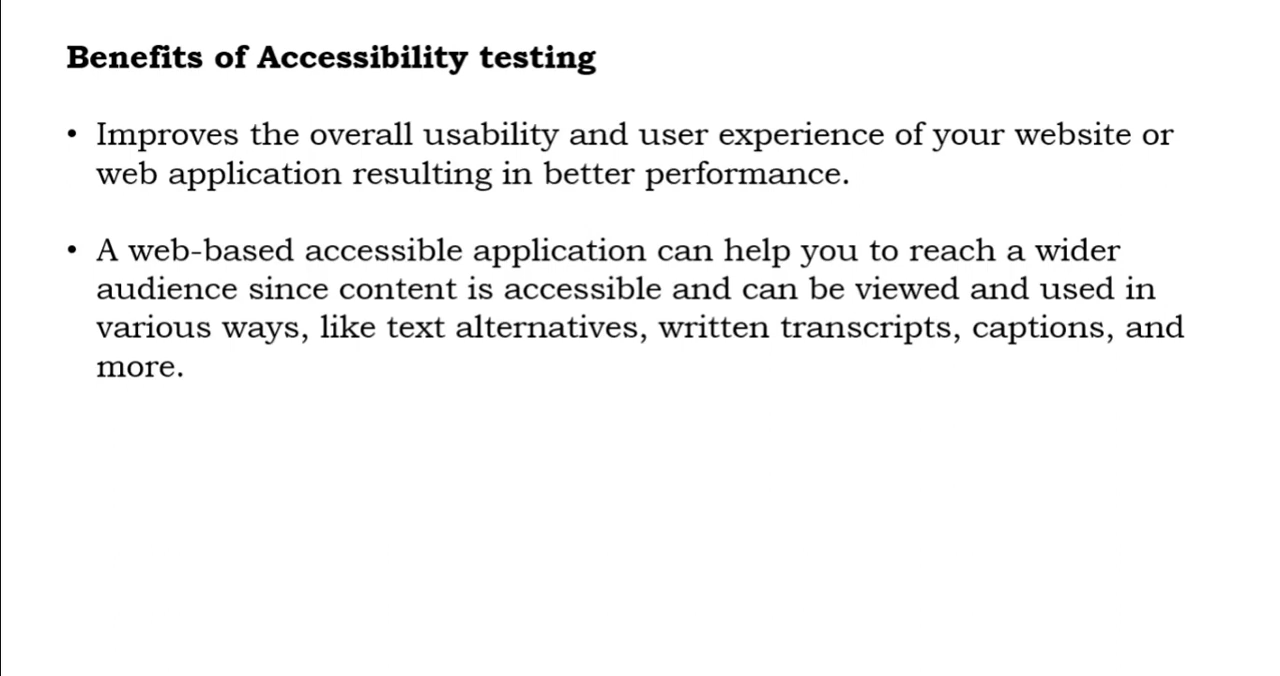 Benefits of Accessibility testing
• Improves the overall usability and user experience of your website or
web application resulting in better performance.
• A web-based accessible application can help you to reach a wider
audience since content is accessible and can be viewed and used in
various ways, like text alternatives, written transcripts, captions, and
more.